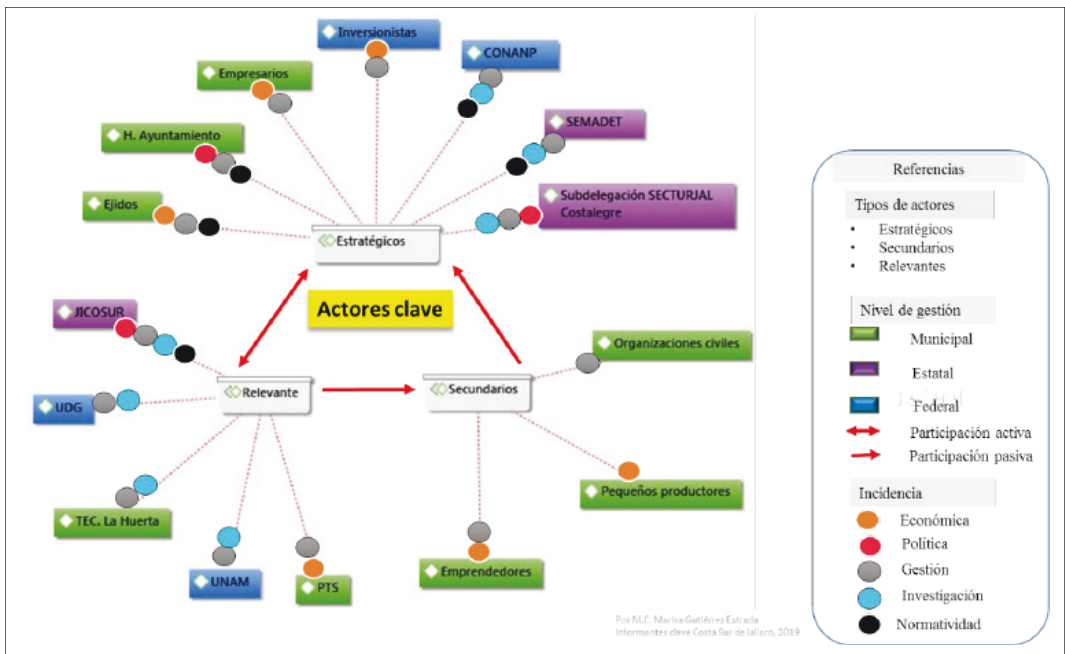 Inversionistas
CONANP
Empresarios
SEMADET
H. Ayuntamiento
Subdelegación SECTURJAL
Costalegre
Ejidos
Estratégicos
Actores clave
JICOSUR
Organizaciones civiles
Relevante
Secundarios
UDG
Pequeños productores
TEC. La Huerta
UNAM
PTS
Emprendedores
Por M.C. Marisa Gutiérrez Estrada
Informantes clave Costa Sur de Jalisco, 2019
Referencias
Tipos de actores
• Estratégicos
• Secundarios
• Relevantes
Nivel de gestión
Municipal
Estatal
Federal
Participación activa
Participación pasiva
Incidencia
Económica
Política
Gestión
Investigación
Normatividad